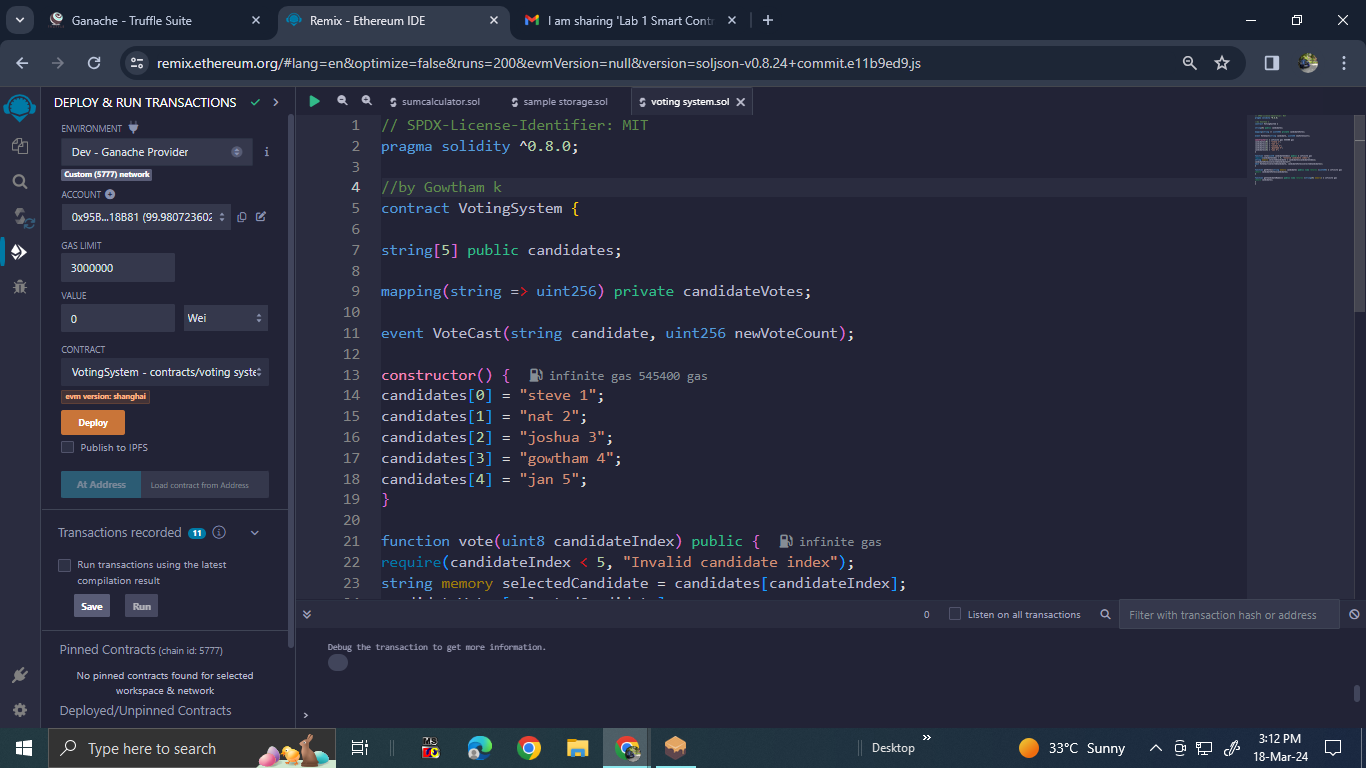 Ganache - Truffle Suite
Remix - Ethereum IDE
I am sharing 'Lab 1 Smart Contr
remix.ethereum.org/#lang=en&optimize=false&runs=200&evmVersion=null&version=soljson-v0.8.24+commit.e11b9ed9.js
DEPLOY & RUN TRANSACTIONS
ENVIRONMENT
Dev - Ganache Provider
Custom (5777) network
ACCOUNT
0x95B...18B81 (99.980723602
GAS LIMIT
3000000
VALUE
0
Wei
CONTRACT
VotingSystem - contracts/voting syste
evm version: shanghai
Deploy
Publish to IPFS
At Address
Load contract from Address
Transactions recorded 11
Run transactions using the latest
compilation result
Save
Run
Pinned Contracts (chain id: 5777)
No pinned contracts found for selected
workspace & network
Deployed/Unpinned Contracts
sumcalculator.sol
sample storage.sol
voting system.sol
1 // SPDX-License-Identifier: MIT
2 pragma solidity ^0.8.0;
3
4 //by Gowtham k
5 contract VotingSystem {
6
7 string[5] public candidates;
8
9 mapping(string => uint256) private candidateVotes;
10
11 event VoteCast(string candidate, uint256 newVoteCount);
12
13 constructor() { infinite gas 545400 gas
14 candidates[0] = "steve 1";
15 candidates[1] = "nat 2";
16 candidates[2] = "joshua 3";
17 candidates[3] = "gowtham 4";
18 candidates[4] = "jan 5";
19 }
20
21 function vote(uint8 candidateIndex) public { infinite gas
22 require(candidateIndex < 5, "Invalid candidate index");
23 string memory selectedCandidate = candidates[candidateIndex];
0
Listen on all transactions
Filter with transaction hash or address
Debug the transaction to get more information.
>
Type here to search
Desktop
33°C Sunny
3:12 PM
18-Mar-24